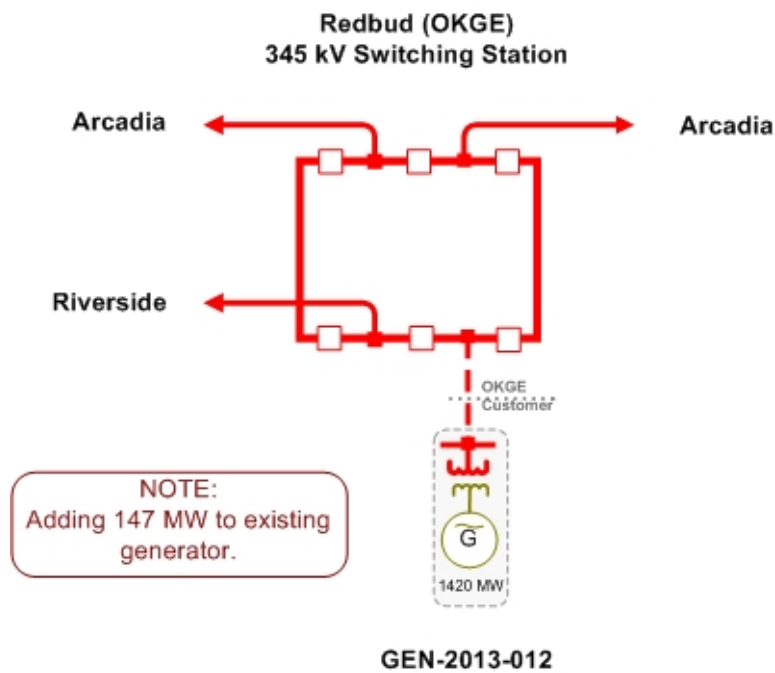 Redbud (OKGE)
345 kV Switching Station
Arcadia
Arcadia
Riverside
OKGE
Customer
NOTE:
Adding 147 MW to existing
generator.
G
1420 MW
GEN-2013-012